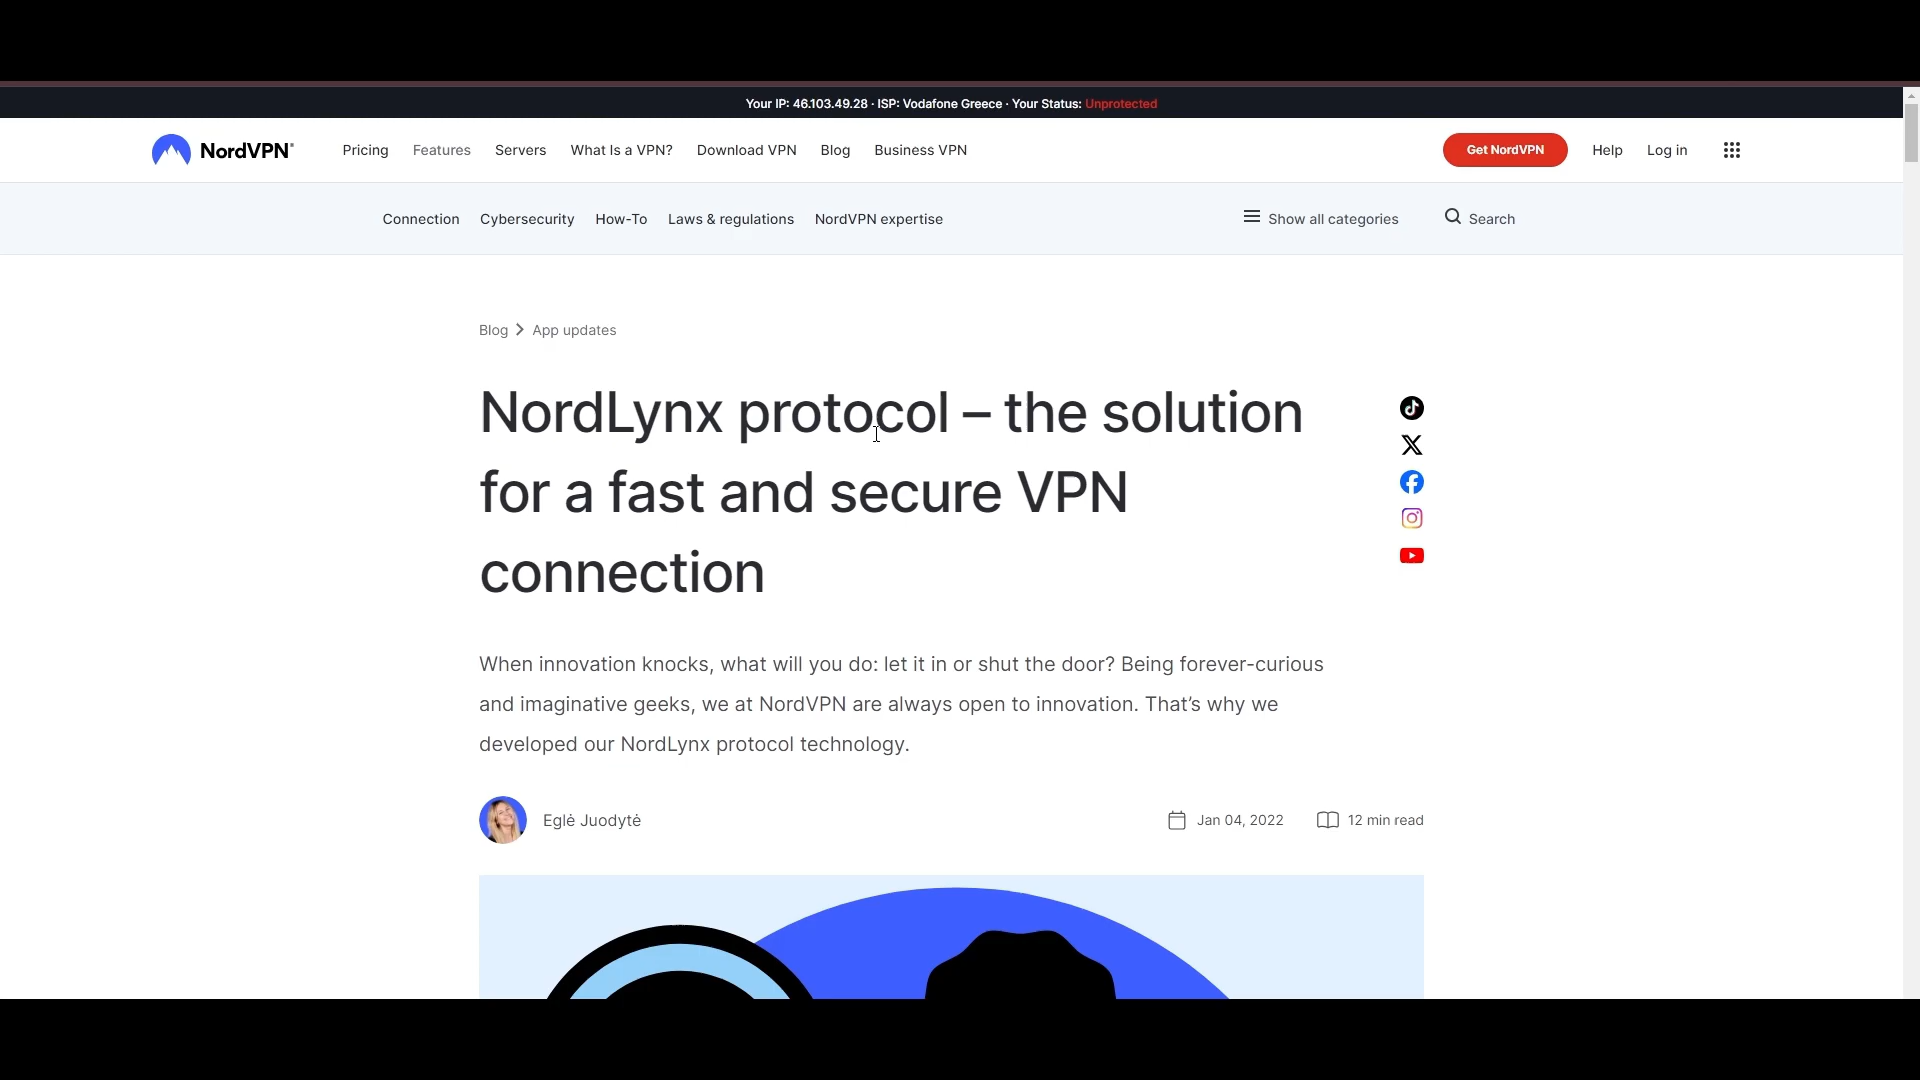 Your IP: 46.103.49.28 · ISP: Vodafone Greece · Your Status: Unprotected
NordVPN®
Pricing
Features
Servers
What Is a VPN?
Download VPN
Blog
Business VPN
Get NordVPN
Help
Log in
Connection
Cybersecurity
How-To
Laws & regulations
NordVPN expertise
Show all categories
Search
Blog
App updates
NordLynx protocol – the solution
for a fast and secure VPN
connection
When innovation knocks, what will you do: let it in or shut the door? Being forever-curious
and imaginative geeks, we at NordVPN are always open to innovation. That’s why we
developed our NordLynx protocol technology.
Eglė Juodytė
Jan 04, 2022
12 min read